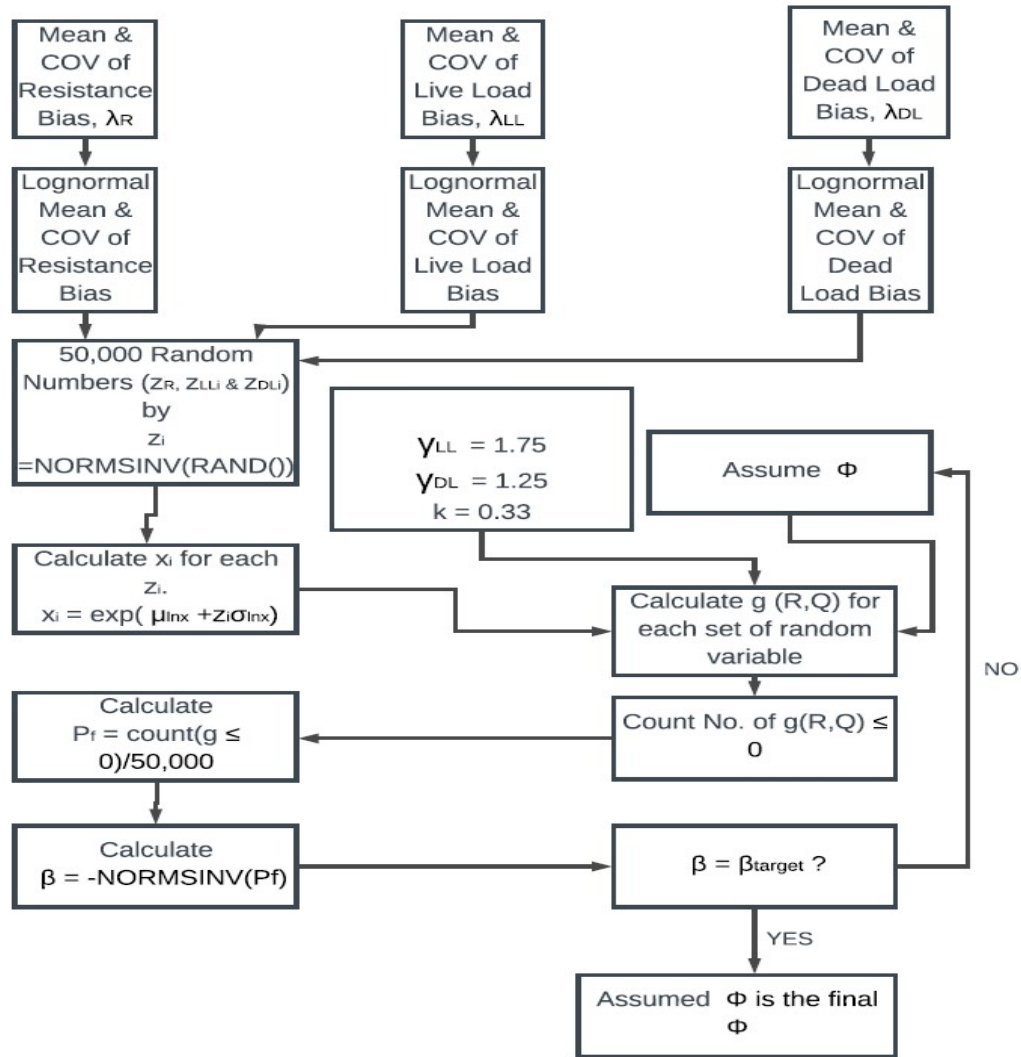 Mean &
COV of
Resistance
Bias, λR
Mean &
COV of
Live Load
Bias, λLL
Mean &
COV of
Dead Load
Bias, λDL
Lognormal
Mean &
COV of
Resistance
Bias
Lognormal
Mean &
COV of
Live Load
Bias
Lognormal
Mean &
COV of
Dead
Load Bias
50,000 Random
Numbers (ZR, ZLLi & ZDLi)
by
Zi
=NORMSINV(RAND())
γLL = 1.75
γDL = 1.25
k = 0.33
Assume Φ
Calculate xi for each
Zi.
xi = exp( μlnx +ziσlnx)
Calculate g (R,Q) for
each set of random
variable
NO
Calculate
Pf = count(g ≤
0)/50,000
Count No. of g(R,Q) ≤
0
Calculate
β = -NORMSINV(Pf)
β = βtarget ?
YES
Assumed Φ is the final
Φ